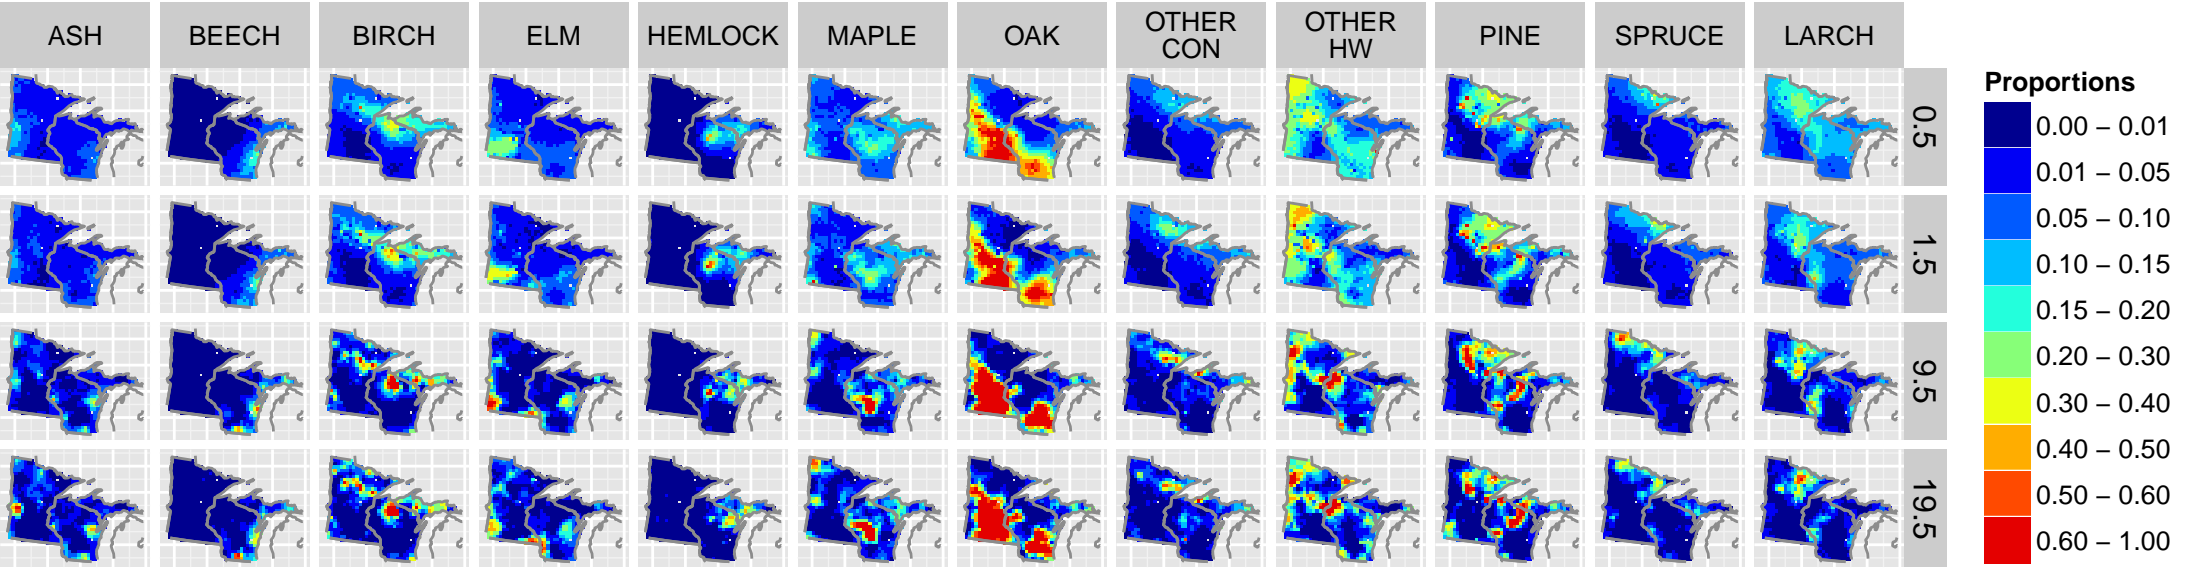 ASH
BEECH
BIRCH
ELM
HEMLOCK
MAPLE
OAK
OTHER
CON
OTHER
HW
PINE
SPRUCE
LARCH
0.5
1.5
9.5
19.5
Proportions
0.00 – 0.01
0.01 – 0.05
0.05 – 0.10
0.10 – 0.15
0.15 – 0.20
0.20 – 0.30
0.30 – 0.40
0.40 – 0.50
0.50 – 0.60
0.60 – 1.00